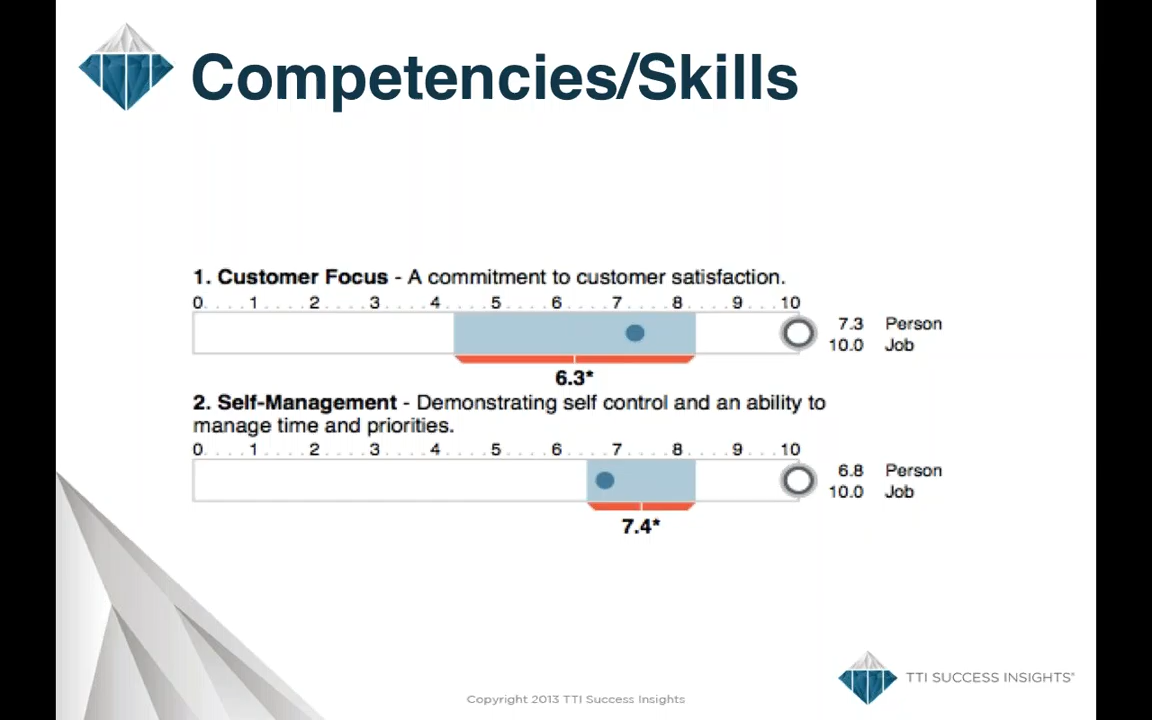 Competencies/Skills
1. Customer Focus - A commitment to customer satisfaction.
0. . . . 1. . . . 2. . . . 3. . . . 4. . . . 5. . . . 6. . . . 7. . . . 8. . . . 9. . . . 10
7.3 Person
10.0 Job
6.3*
2. Self-Management - Demonstrating self control and an ability to
manage time and priorities.
0. . . . 1. . . . 2. . . . 3. . . . 4. . . . 5. . . . 6. . . . 7. . . . 8. . . . 9. . . . 10
6.8 Person
10.0 Job
7.4*
TTI SUCCESS INSIGHTS®
Copyright 2013 TTI Success Insights